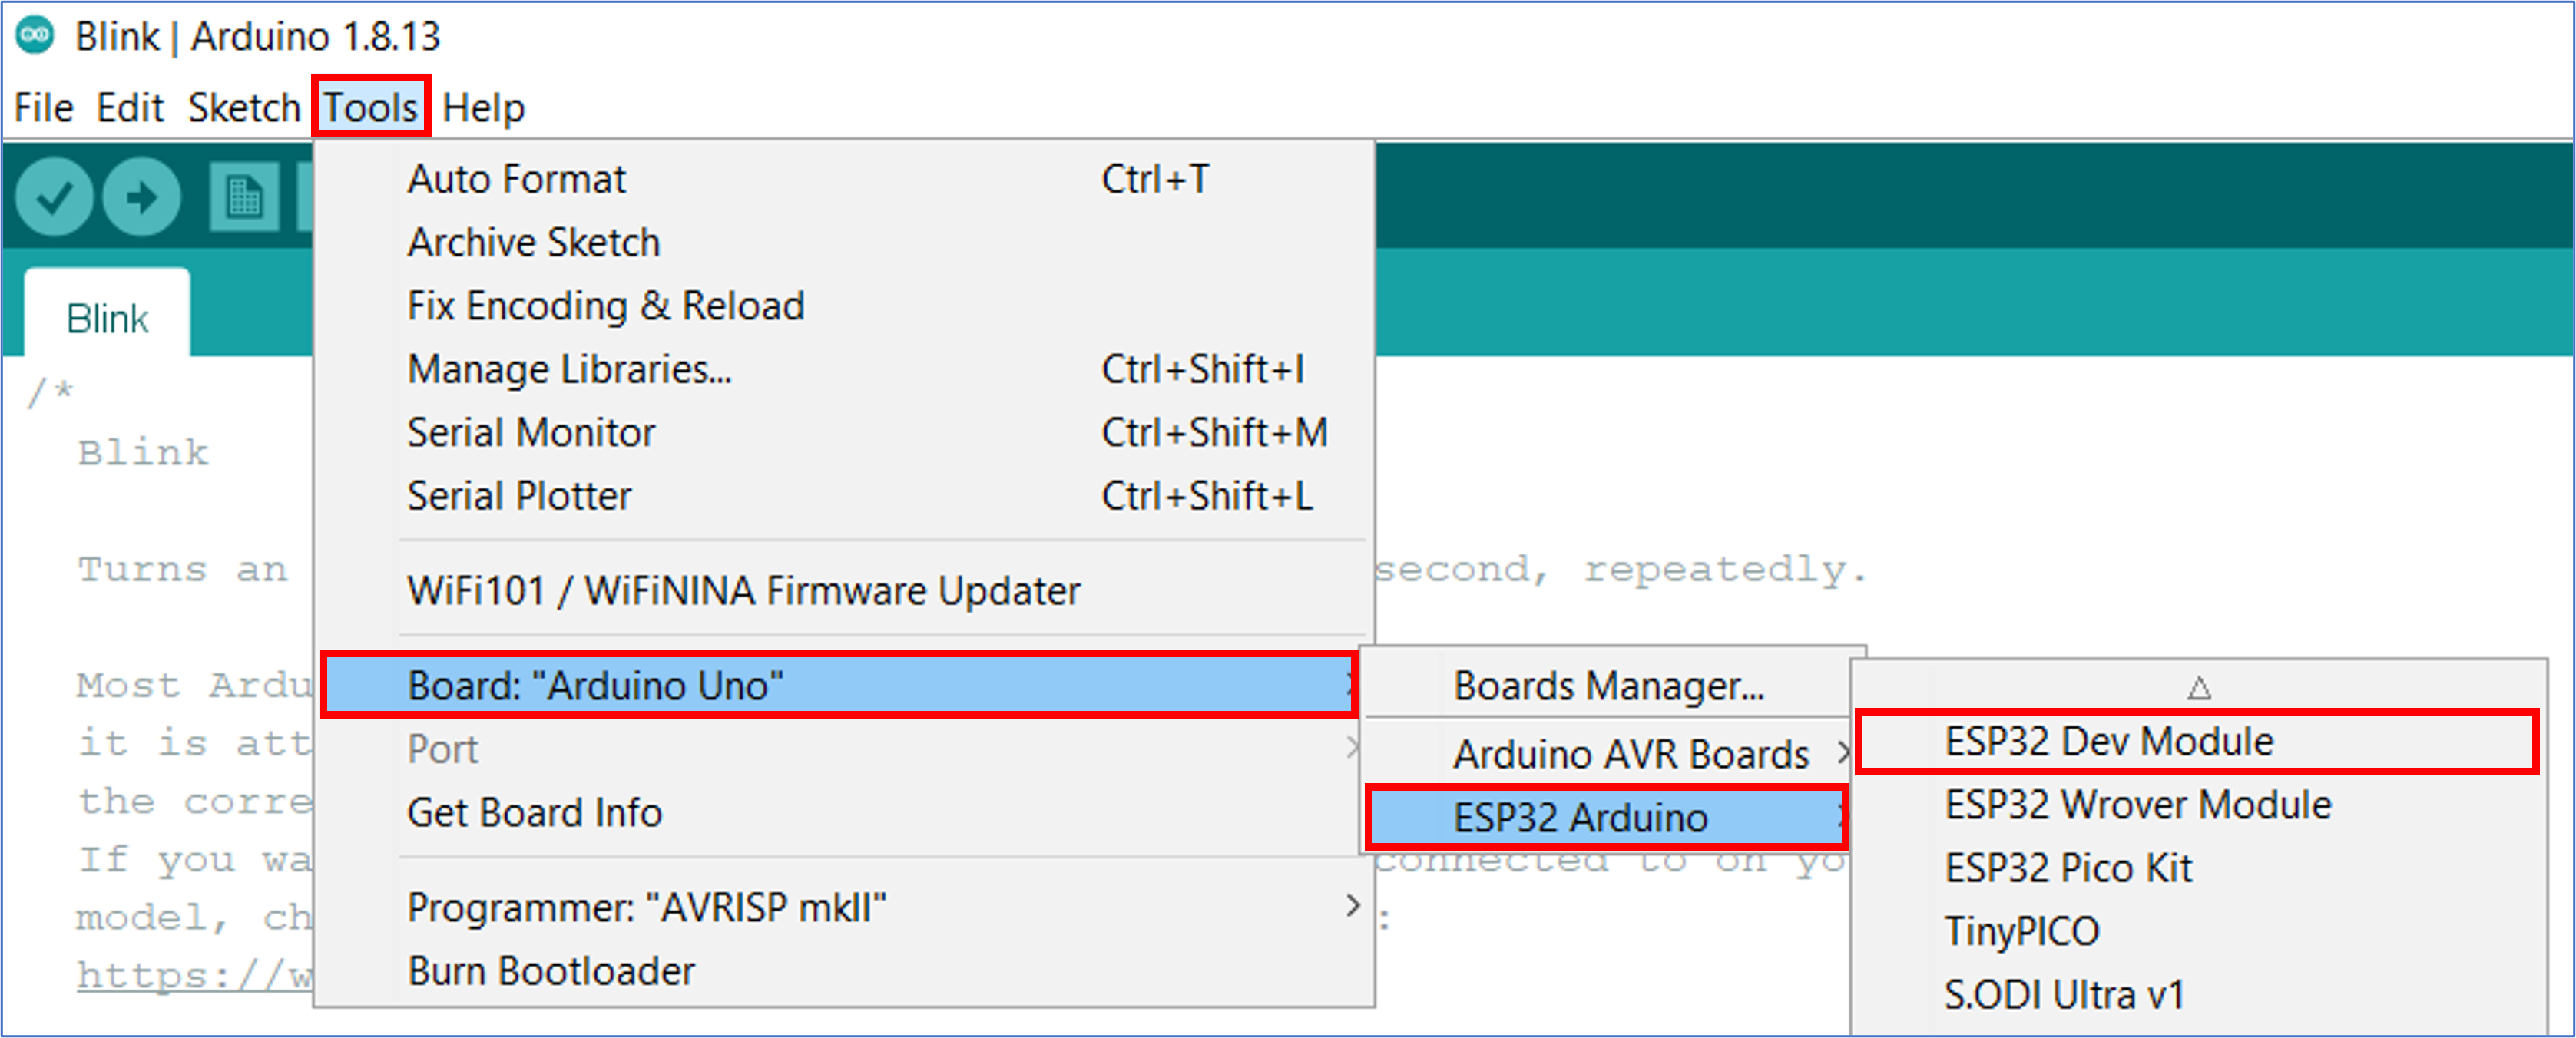 Blink | Arduino 1.8.13
File Edit Sketch Tools Help
Auto Format Ctrl+T
Archive Sketch
Fix Encoding & Reload
Manage Libraries... Ctrl+Shift+I
Serial Monitor Ctrl+Shift+M
Serial Plotter Ctrl+Shift+L
WiFi101 / WiFiNINA Firmware Updater
Board: "Arduino Uno"
Port
Get Board Info
Programmer: "AVRISP mkII"
Burn Bootloader
Boards Manager...
Arduino AVR Boards
ESP32 Arduino
ESP32 Dev Module
ESP32 Wrover Module
ESP32 Pico Kit
TinyPICO
S.ODI Ultra v1
Blink
/*
Blink
Turns an second, repeatedly.
Most Ardu
it is att
the corre
If you wa connected to on yo
model, ch :
https://w